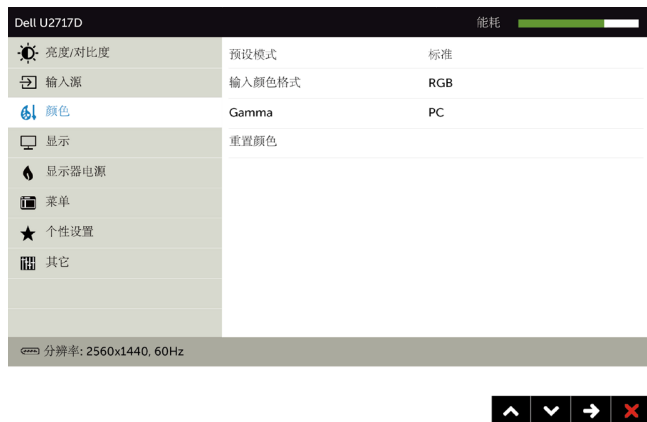 Dell U2717D 能耗
亮度/对比度
预设模式 标准
输入源
输入颜色格式 RGB
颜色
Gamma PC
显示
重置颜色
显示器电源
菜单
个性设置
其它
分辨率: 2560x1440, 60Hz